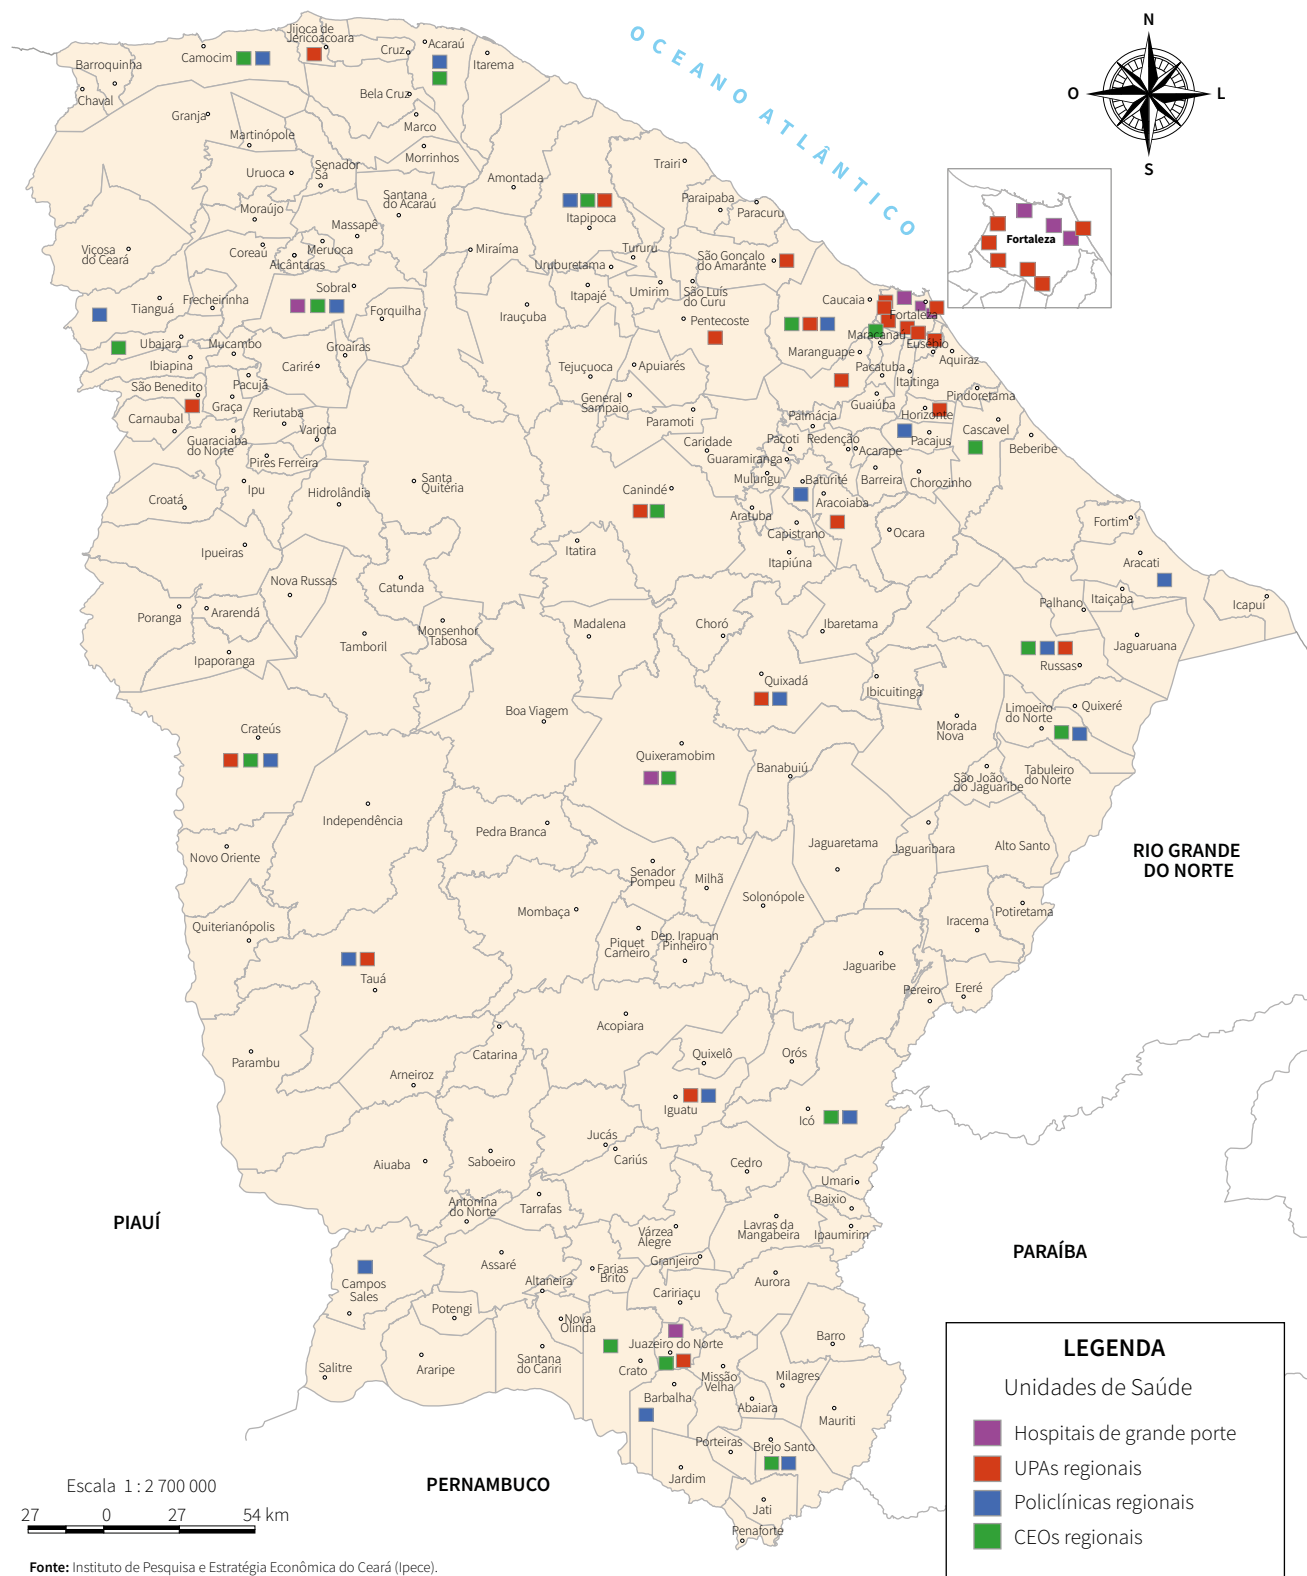 OCEANO ATLÂNTICO
N
O
L
S
Jijoca de
Jericoacoara
Acaraú
Cruz
Camocim
Itarema
Barroquinha
Chaval
Bela Cruz
Granja
Marco
Martinópole
Morrinhos
Uruoca
Senador
Sá
Trairi
Amontada
Santana
do Acaraú
Paraipaba
Paracuru
Moraújo
Massapê
Itapipoca
Fortaleza
Viçosa
do Ceará
Coreaú
Meruoca
Alcântaras
Miraíma
Tururu
Uruburetama
São Gonçalo
do Amarante
Sobral
Itapajé
Umirim
São Luís
do Curu
Tianguá
Frecheirinha
Forquilha
Irauçuba
Pentecoste
Caucaia
Fortaleza
Maracanaú
Eusébio
Ubajara
Mucambo
Groaíras
Maranguape
Aquiraz
Ibiapina
Cariré
Tejuçuoca
Apuiarés
Pacatuba
Itaitinga
São Benedito
Pacujá
Graça
General
Sampaio
Guaiúba
Pindoretama
Carnaubal
Reriutaba
Varjota
Paramoti
Palmácia
Horizonte
Guaraciaba
do Norte
Caridade
Pacoti
Redenção
Acarape
Pacajus
Cascavel
Beberibe
Pires Ferreira
Guaramiranga
Mulungu
Baturité
Barreira
Chorozinho
Croatá
Ipu
Hidrolândia
Santa
Quitéria
Canindé
Aracoiaba
Aratuba
Capistrano
Ocara
Fortim
Ipueiras
Itatira
Itapiúna
Aracati
Nova Russas
Catunda
Itaiçaba
Icapuí
Poranga
Ararendá
Palhano
Monsenhor
Tabosa
Madalena
Choró
Ibaretama
Tamboril
Jaguaruana
Ipaporanga
Russas
Quixadá
Ibicuitinga
Boa Viagem
Limoeiro
do Norte
Quixeré
Crateús
Morada
Nova
Quixeramobim
Banabuiú
São João
do Jaguaribe
Tabuleiro
do Norte
Independência
Pedra Branca
Jaguaretama
Jaguaribara
Alto Santo
RIO GRANDE
DO NORTE
Novo Oriente
Senador
Pompeu
Milhã
Solonópole
Mombaça
Potiretama
Iracema
Quiterianópolis
Piquet
Carneiro
Dep. Irapuan
Pinheiro
Jaguaribe
Tauá
Pereiro
Ereré
Acopiara
Parambu
Catarina
Quixelô
Orós
Arneiroz
Iguatu
Icó
Jucás
Cariús
Aiuaba
Saboeiro
Cedro
Umari
Baixio
Antonina
do Norte
Tarrafas
PIAUÍ
Várzea
Alegre
Lavras da
Mangabeira
Ipaumirim
PARAÍBA
Assaré
Granjeiro
Farias
Brito
Altaneira
Aurora
Campos
Sales
Caririaçu
Potengi
Nova
Olinda
Barro
Juazeiro do Norte
Salitre
Araripe
Santana
do Cariri
Crato
Missão
Velha
Milagres
Barbalha
Abaiara
Mauriti
Porteiras
Brejo Santo
Jardim
PERNAMBUCO
Jati
Penaforte
LEGENDA
Unidades de Saúde
Hospitais de grande porte
UPAs regionais
Policlínicas regionais
CEOs regionais
Escala 1 : 2 700 000
27 0 27 54 km
Fonte: Instituto de Pesquisa e Estratégia Econômica do Ceará (Ipece).